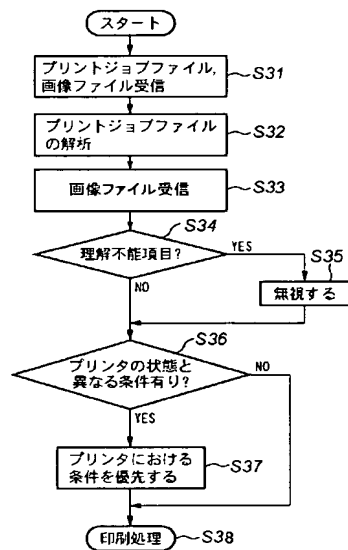 スタート
プリントジョブファイル,
画像ファイル受信
S31
プリントジョブファイル
の解析
S32
画像ファイル受信
S33
S34
理解不能項目?
YES
S35
NO
無視する
S36
プリンタの状態と
異なる条件有り?
NO
YES
プリンタにおける
条件を優先する
S37
印刷処理
S38